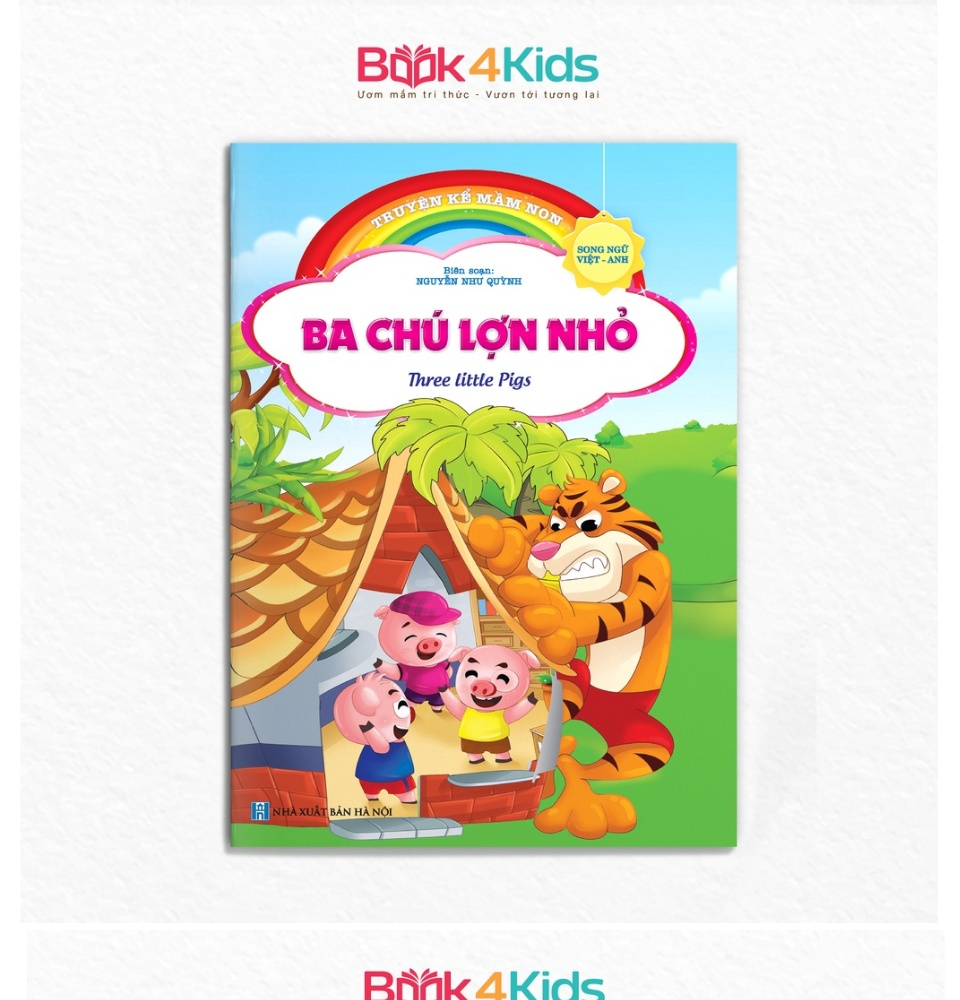 Book4Kids
Ươm mầm tri thức - Vươn tới tương lai
TRUYỆN KỂ MẦM NON
SONG NGỮ
VIỆT - ANH
Biên soạn:
NGUYỄN NHƯ QUỲNH
BA CHÚ LỢN NHỎ
Three little Pigs
NHÀ XUẤT BẢN HÀ NỘI
Book4Kids